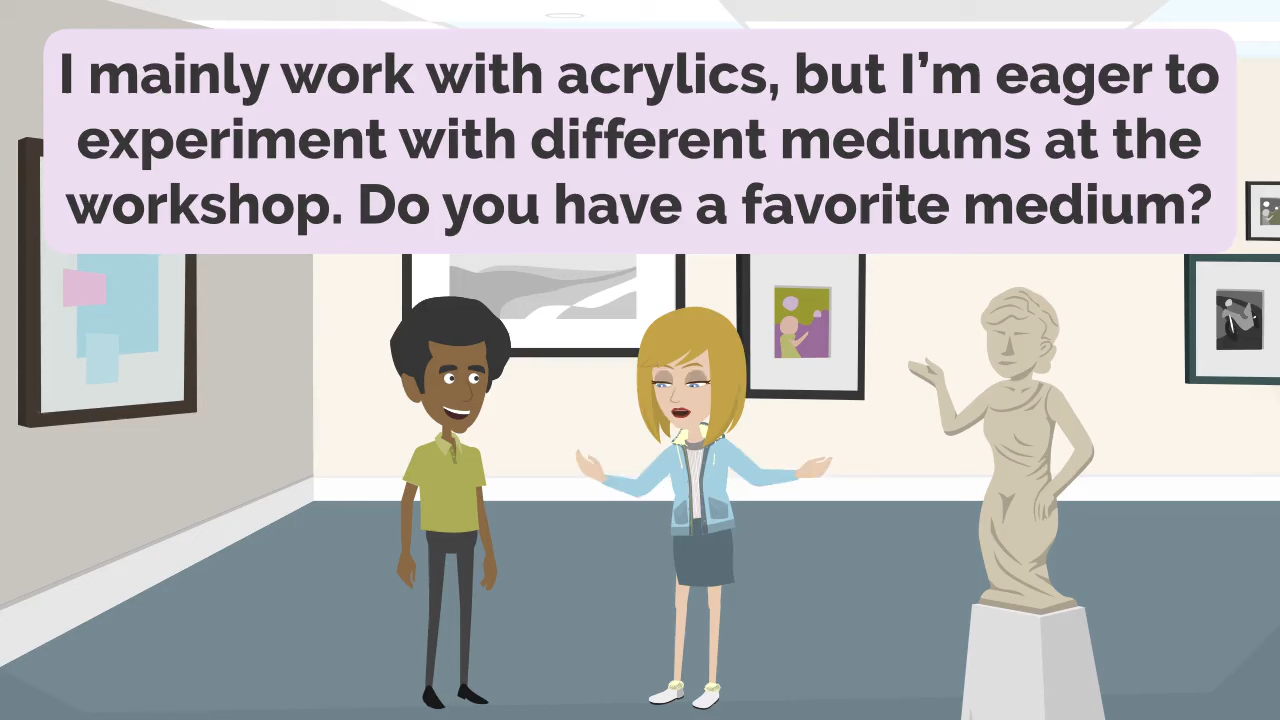 I mainly work with acrylics, but I’m eager to
experiment with different mediums at the
workshop. Do you have a favorite medium?